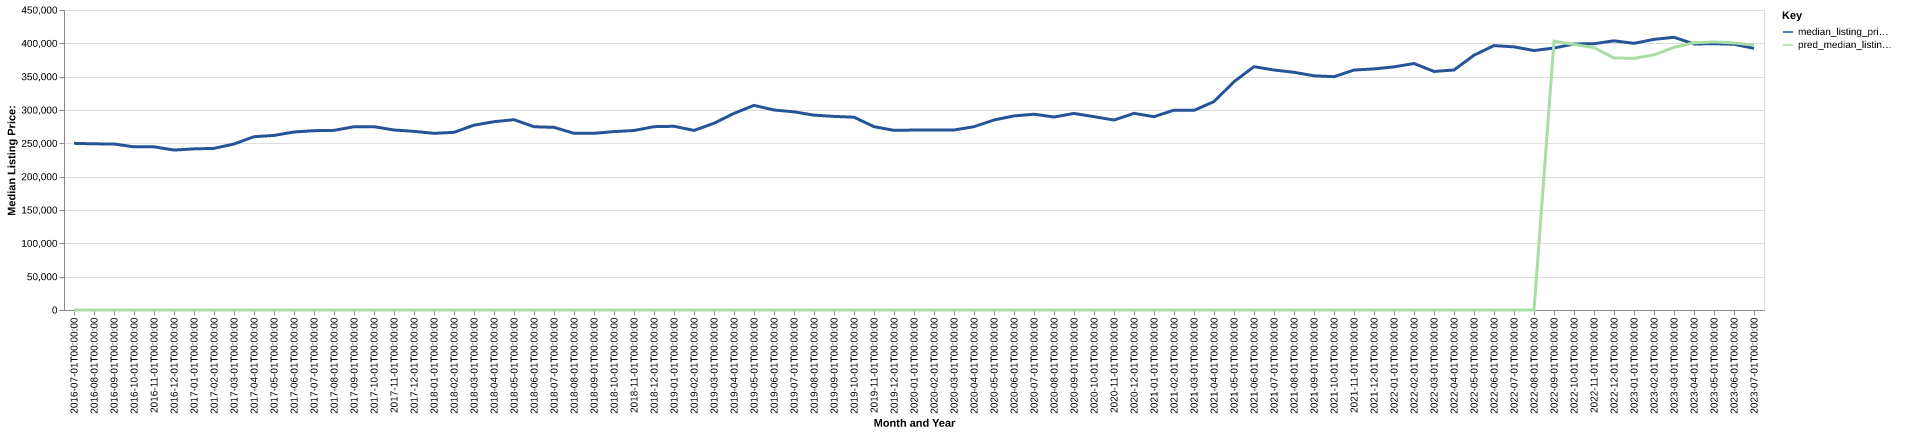 450,000
400,000
350,000
300,000
250,000
200,000
150,000
100,000
50,000
0
Median Listing Price:
2016-07-01T00:00:00
2016-08-01T00:00:00
2016-09-01T00:00:00
2016-10-01T00:00:00
2016-11-01T00:00:00
2016-12-01T00:00:00
2017-01-01T00:00:00
2017-02-01T00:00:00
2017-03-01T00:00:00
2017-04-01T00:00:00
2017-05-01T00:00:00
2017-06-01T00:00:00
2017-07-01T00:00:00
2017-08-01T00:00:00
2017-09-01T00:00:00
2017-10-01T00:00:00
2017-11-01T00:00:00
2017-12-01T00:00:00
2018-01-01T00:00:00
2018-02-01T00:00:00
2018-03-01T00:00:00
2018-04-01T00:00:00
2018-05-01T00:00:00
2018-06-01T00:00:00
2018-07-01T00:00:00
2018-08-01T00:00:00
2018-09-01T00:00:00
2018-10-01T00:00:00
2018-11-01T00:00:00
2018-12-01T00:00:00
2019-01-01T00:00:00
2019-02-01T00:00:00
2019-03-01T00:00:00
2019-04-01T00:00:00
2019-05-01T00:00:00
2019-06-01T00:00:00
2019-07-01T00:00:00
2019-08-01T00:00:00
2019-09-01T00:00:00
2019-10-01T00:00:00
2019-11-01T00:00:00
2019-12-01T00:00:00
2020-01-01T00:00:00
2020-02-01T00:00:00
2020-03-01T00:00:00
2020-04-01T00:00:00
2020-05-01T00:00:00
2020-06-01T00:00:00
2020-07-01T00:00:00
2020-08-01T00:00:00
2020-09-01T00:00:00
2020-10-01T00:00:00
2020-11-01T00:00:00
2020-12-01T00:00:00
2021-01-01T00:00:00
2021-02-01T00:00:00
2021-03-01T00:00:00
2021-04-01T00:00:00
2021-05-01T00:00:00
2021-06-01T00:00:00
2021-07-01T00:00:00
2021-08-01T00:00:00
2021-09-01T00:00:00
2021-10-01T00:00:00
2021-11-01T00:00:00
2021-12-01T00:00:00
2022-01-01T00:00:00
2022-02-01T00:00:00
2022-03-01T00:00:00
2022-04-01T00:00:00
2022-05-01T00:00:00
2022-06-01T00:00:00
2022-07-01T00:00:00
2022-08-01T00:00:00
2022-09-01T00:00:00
2022-10-01T00:00:00
2022-11-01T00:00:00
2022-12-01T00:00:00
2023-01-01T00:00:00
2023-02-01T00:00:00
2023-03-01T00:00:00
2023-04-01T00:00:00
2023-05-01T00:00:00
2023-06-01T00:00:00
2023-07-01T00:00:00
Month and Year
Key
median_listing_pri…
pred_median_listin…